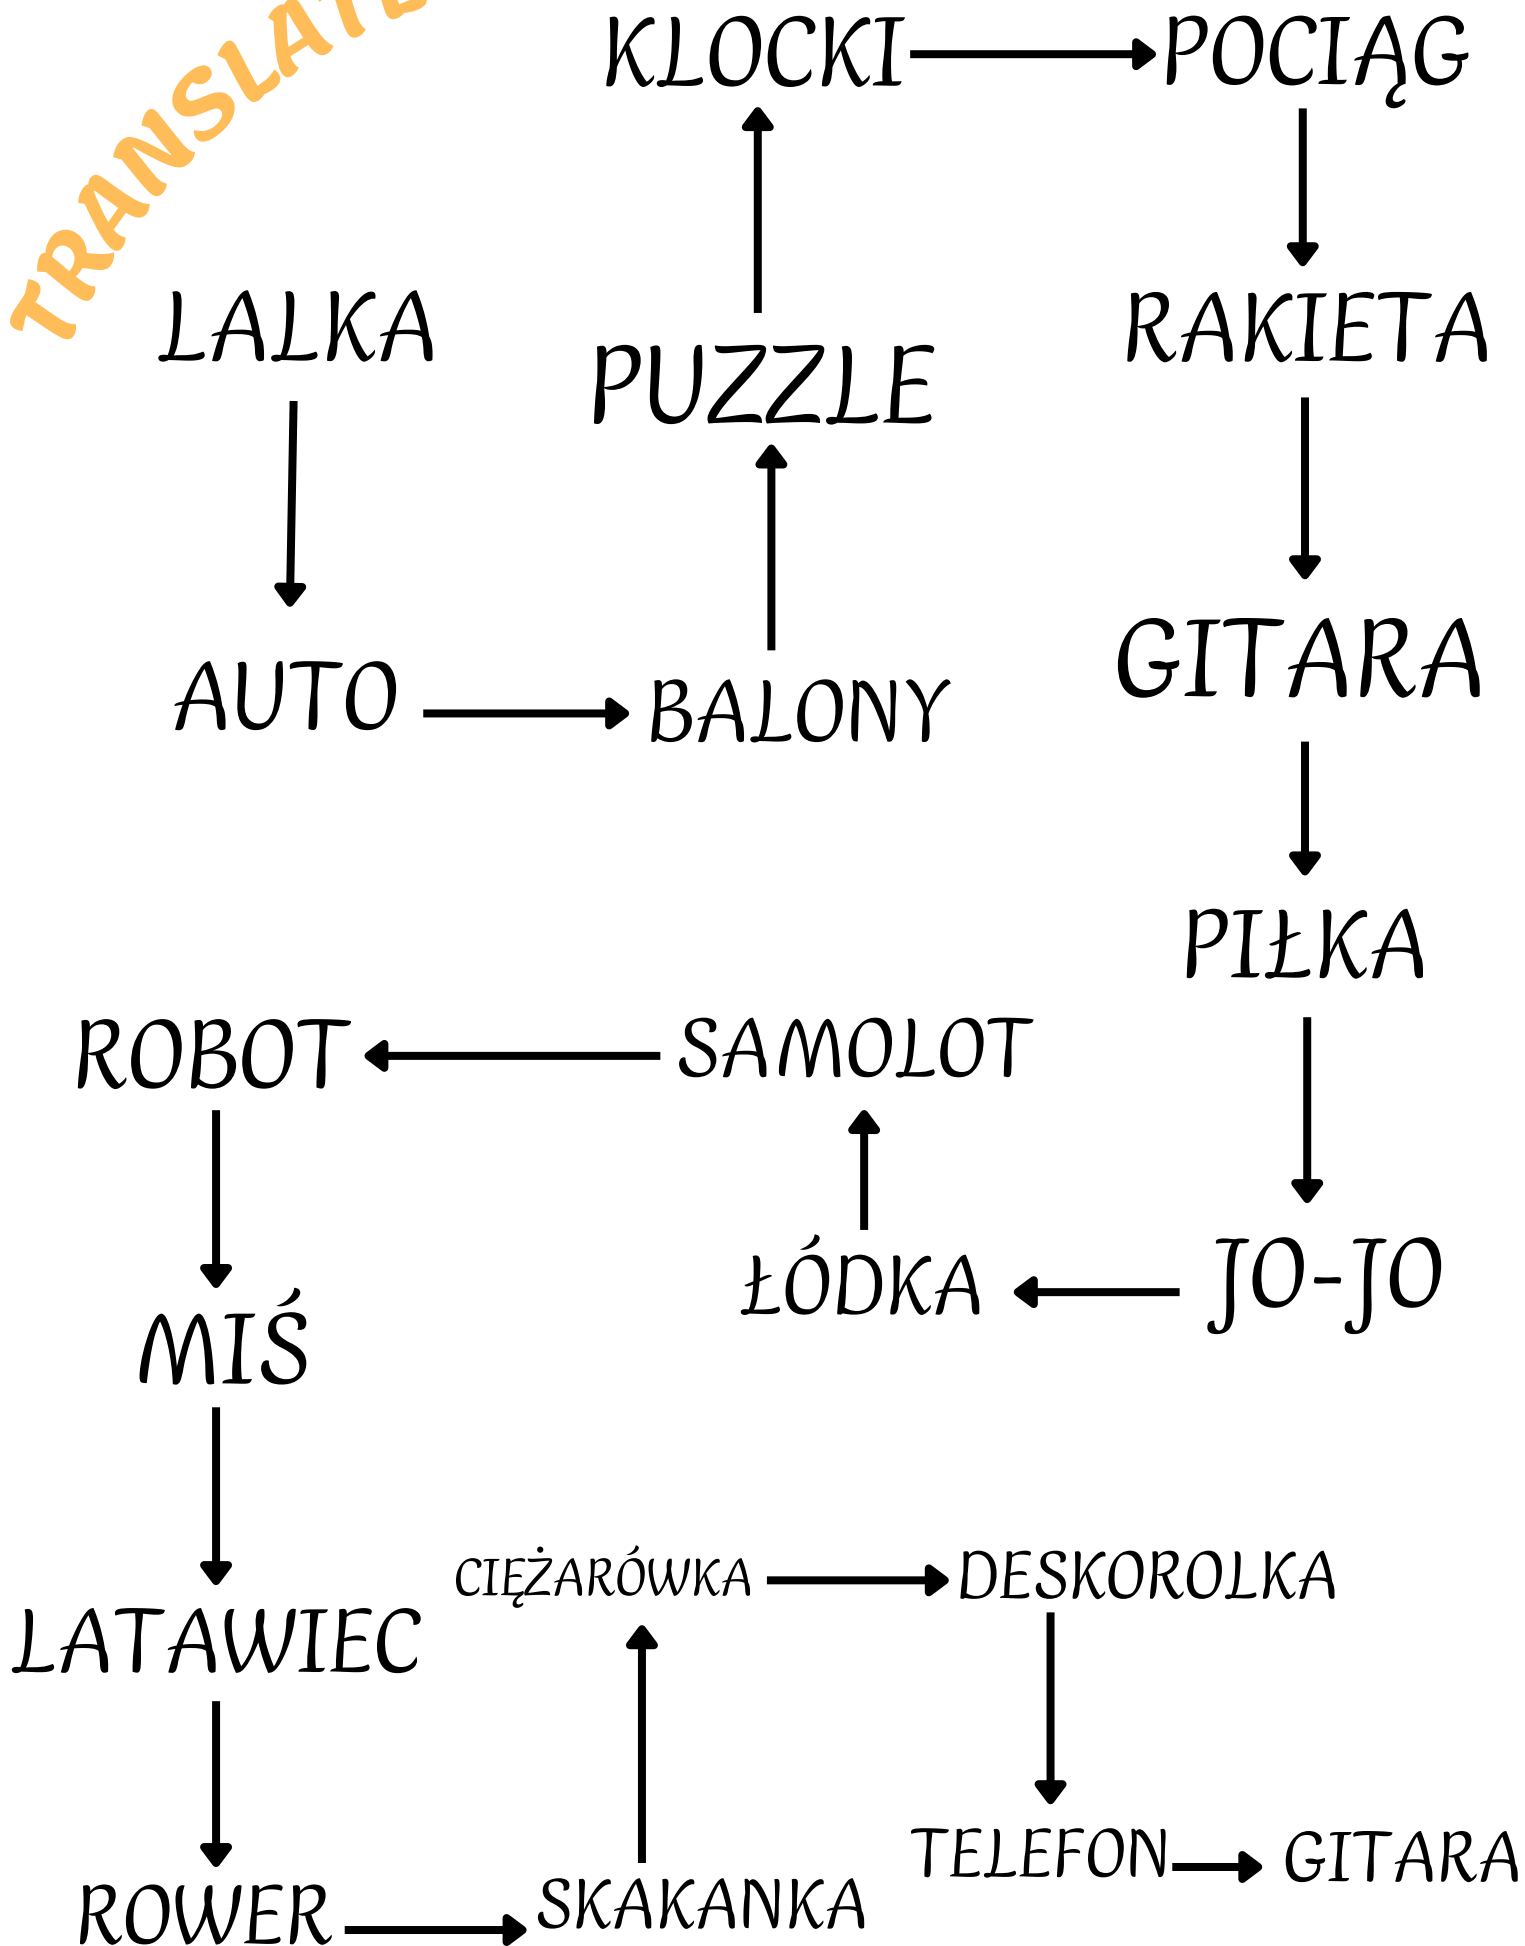 TRANSLATE
KLOCKI
POCIĄG
LALKA
PUZZLE
RAKIETA
AUTO
BALONY
GITARA
PIŁKA
ROBOT
SAMOLOT
ŁÓDKA
JO-JO
MIŚ
CIĘŻARÓWKA
DESKOROLKA
LATAWIEC
TELEFON
GITARA
ROWER
SKAKANKA